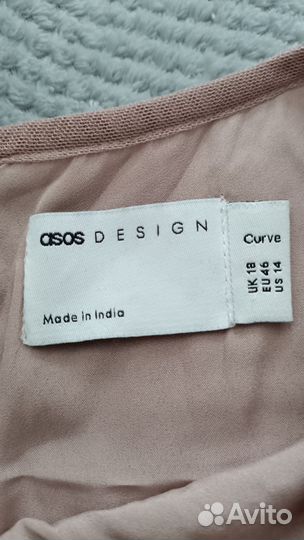 asos DESIGN
Made in India
Curve
UK 18
EU 46
US 14
Avito